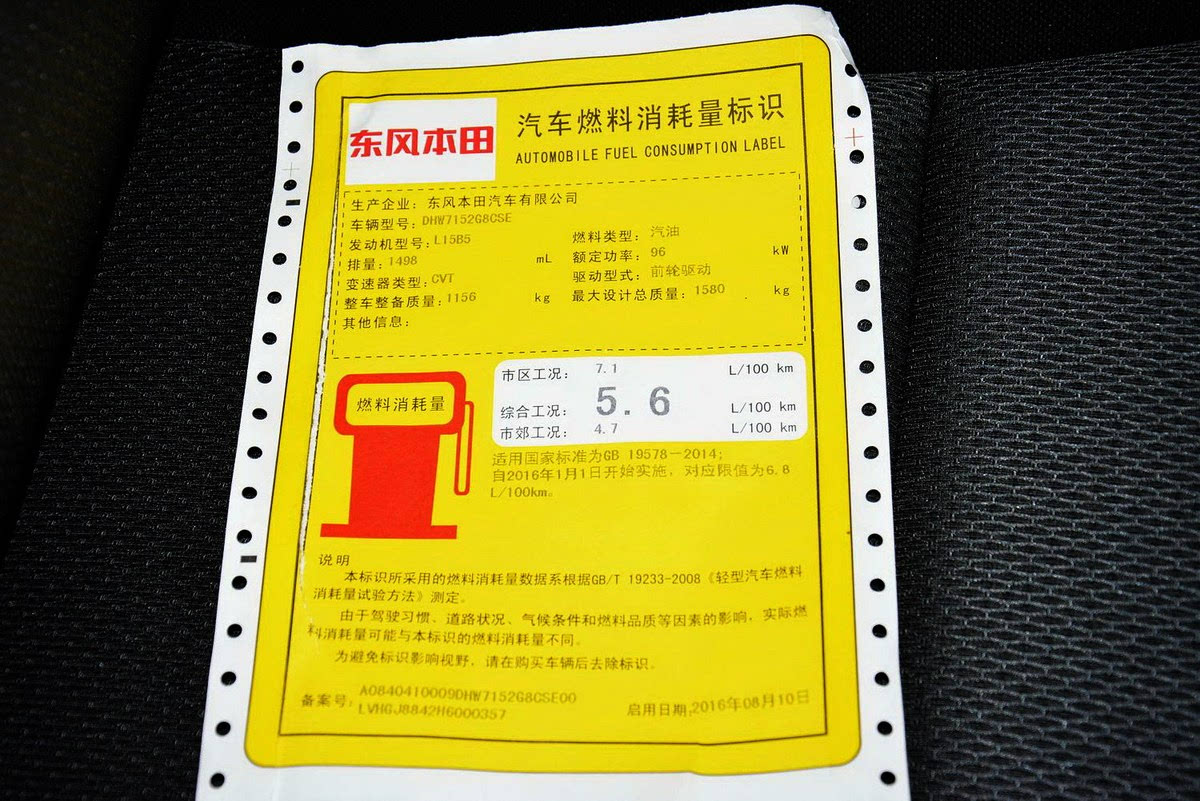 东风本田
汽车燃料消耗量标识
AUTOMOBILE FUEL CONSUMPTION LABEL
生产企业: 东风本田汽车有限公司
车辆型号: DHW7152G8CSE
发动机型号: L15B5
燃料类型: 汽油
排量: 1498 mL
额定功率: 96 kW
变速器类型: CVT
驱动型式: 前轮驱动
整车整备质量: 1156 kg
最大设计总质量: 1580 kg
其他信息:
燃料消耗量
市区工况: 7.1 L/100 km
综合工况: 5.6 L/100 km
市郊工况: 4.7 L/100 km
适用国家标准为GB 19578-2014;
自2016年1月1日开始实施, 对应限值为6.8
L/100km。
说明
本标识所采用的燃料消耗量数据系根据GB/T 19233-2008《轻型汽车燃料
消耗量试验方法》测定。
由于驾驶习惯、道路状况、气候条件和燃料品质等因素的影响, 实际燃
料消耗量可能与本标识的燃料消耗量不同。
为避免标识影响视野, 请在购买车辆后去除标识.
备案号: A0840410009DHW7152G8CSE00
LVHGJ8842H6000357
启用日期,2016年08月10日